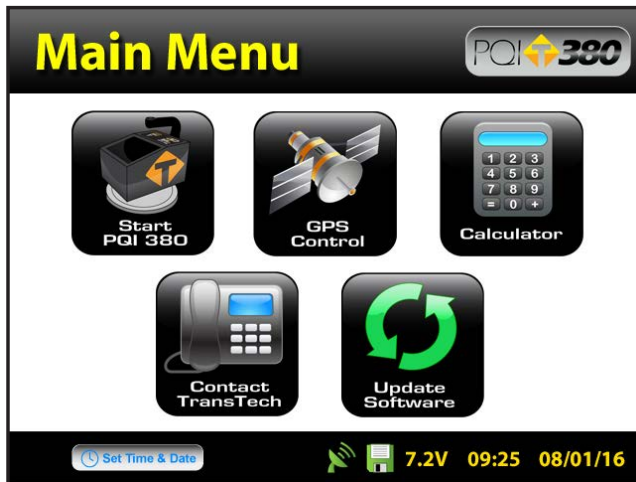 Main Menu
PQI T 380
Start
PQI 380
GPS
Control
1 2 3
4 5 6
7 8 9
= 0 +
Calculator
Contact
TransTech
Update
Software
Set Time & Date
7.2V 09:25 08/01/16